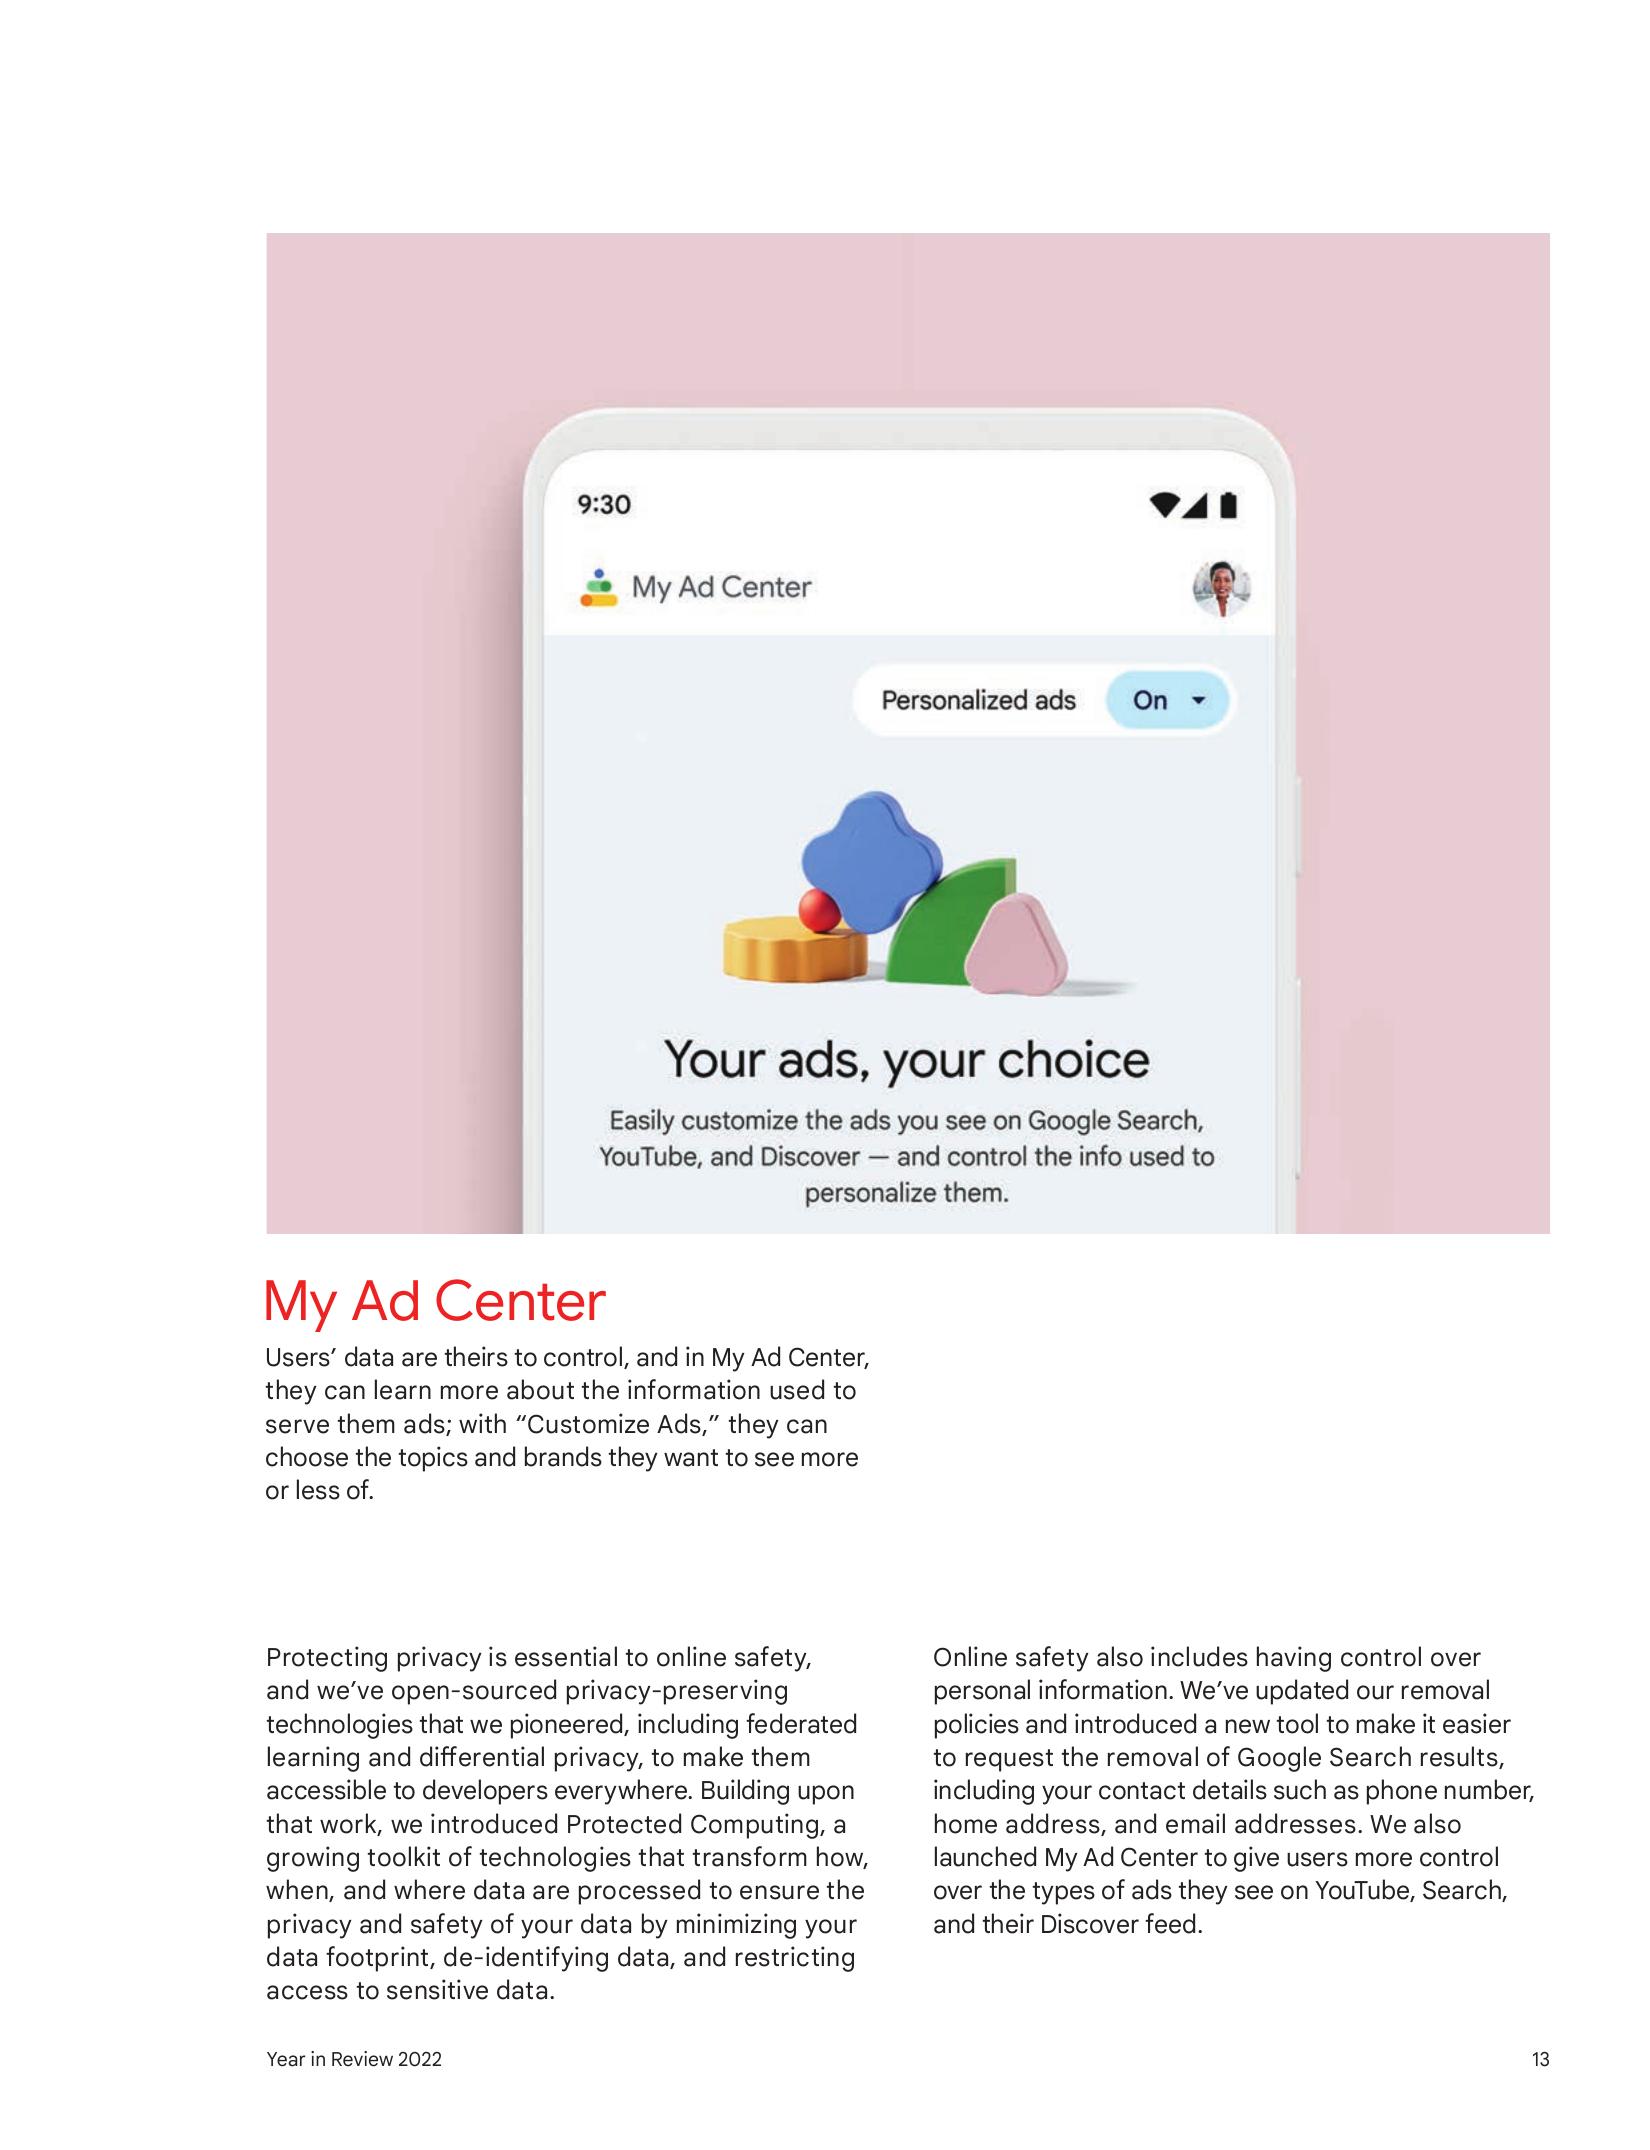 9:30
My Ad Center
Personalized ads
On
Your ads, your choice
Easily customize the ads you see on Google Search,
YouTube, and Discover — and control the info used to
personalize them.
My Ad Center
Users’ data are theirs to control, and in My Ad Center,
they can learn more about the information used to
serve them ads; with “Customize Ads,” they can
choose the topics and brands they want to see more
or less of.
Protecting privacy is essential to online safety,
and we’ve open-sourced privacy-preserving
technologies that we pioneered, including federated
learning and differential privacy, to make them
accessible to developers everywhere. Building upon
that work, we introduced Protected Computing, a
growing toolkit of technologies that transform how,
when, and where data are processed to ensure the
privacy and safety of your data by minimizing your
data footprint, de-identifying data, and restricting
access to sensitive data.
Online safety also includes having control over
personal information. We’ve updated our removal
policies and introduced a new tool to make it easier
to request the removal of Google Search results,
including your contact details such as phone number,
home address, and email addresses. We also
launched My Ad Center to give users more control
over the types of ads they see on YouTube, Search,
and their Discover feed.
Year in Review 2022
13